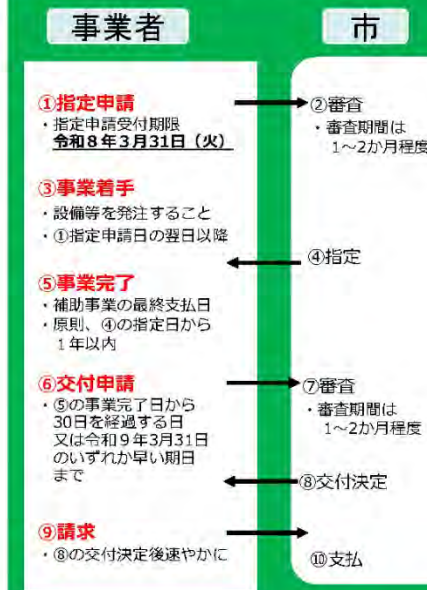 事業者
市
①指定申請
・指定申請受付期限
令和８年３月31日（火）
②審査
・審査期間は
1～2か月程度
③事業着手
・設備等を発注すること
・①指定申請日の翌日以降
④指定
⑤事業完了
・補助事業の最終支払日
・原則、④の指定日から
１年以内
⑥交付申請
・⑤の事業完了日から
30日を経過する日
又は令和９年3月31日
のいずれか早い期日
まで
⑦審査
・審査期間は
1～2か月程度
⑧交付決定
⑨請求
・⑧の交付決定後速やかに
⑩支払